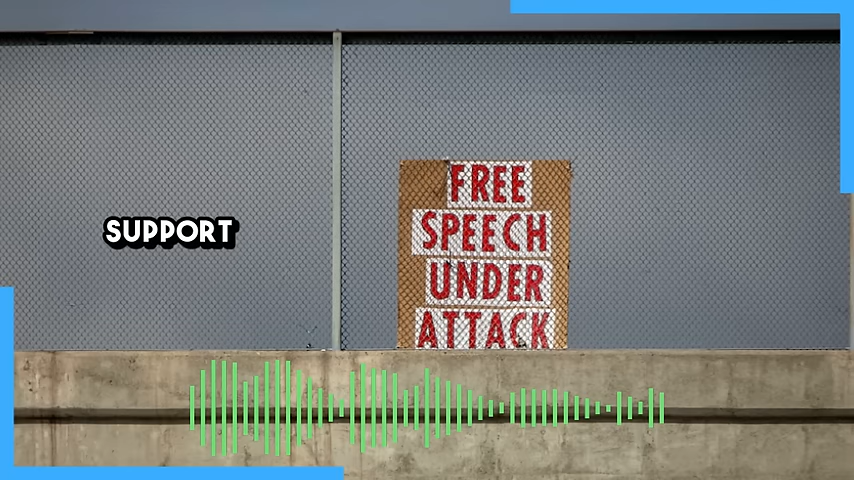 SUPPORT
FREE
SPEECH
UNDER
ATTACK